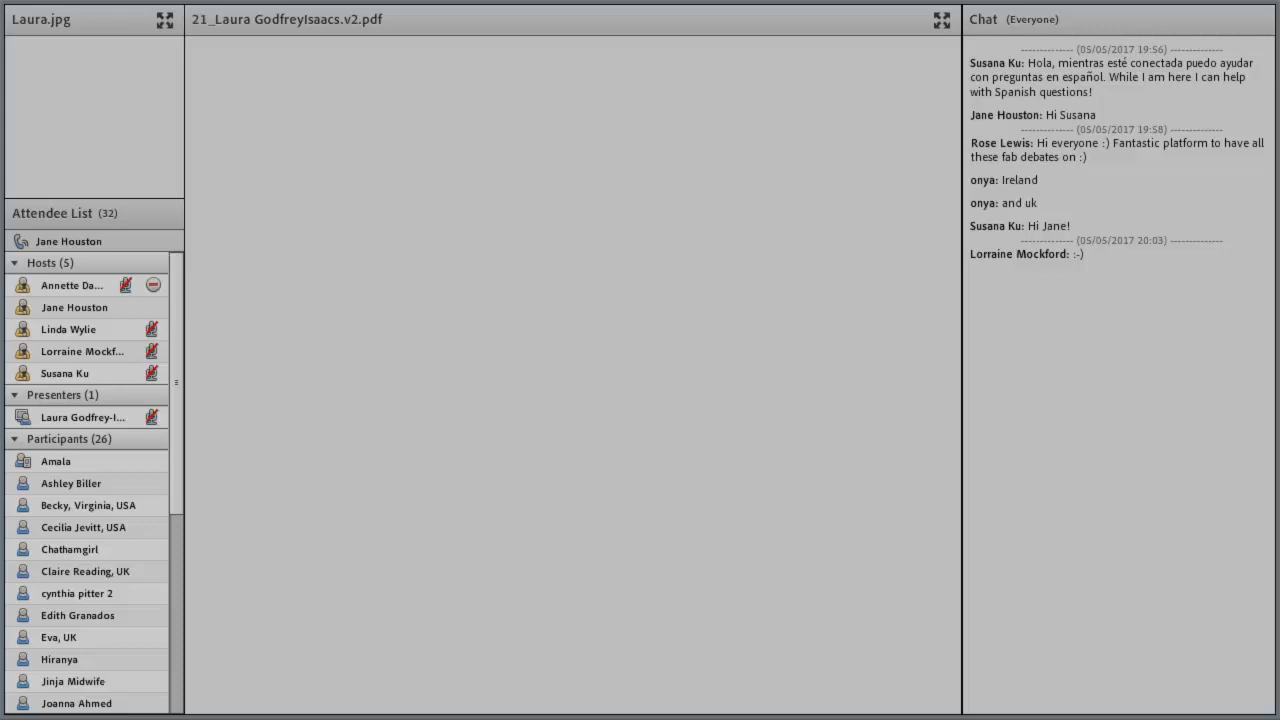 Laura.jpg
Attendee List (32)
Jane Houston
Hosts (5)
Annette Da...
Jane Houston
Linda Wylie
Lorraine Mockf...
Susana Ku
Presenters (1)
Laura Godfrey-I...
Participants (26)
Amala
Ashley Biller
Becky, Virginia, USA
Cecilia Jevitt, USA
Chathamgirl
Claire Reading, UK
cynthia pitter 2
Edith Granados
Eva, UK
Hiranya
Jinja Midwife
Joanna Ahmed
21_Laura GodfreyIsaacs.v2.pdf
Chat (Everyone)
-------------- (05/05/2017 19:56) --------------
Susana Ku: Hola, mientras esté conectada puedo ayudar
con preguntas en español. While I am here I can help
with Spanish questions!
Jane Houston: Hi Susana
-------------- (05/05/2017 19:58) --------------
Rose Lewis: Hi everyone :) Fantastic platform to have all
these fab debates on :)
onya: Ireland
onya: and uk
Susana Ku: Hi Jane!
-------------- (05/05/2017 20:03) --------------
Lorraine Mockford: :-)